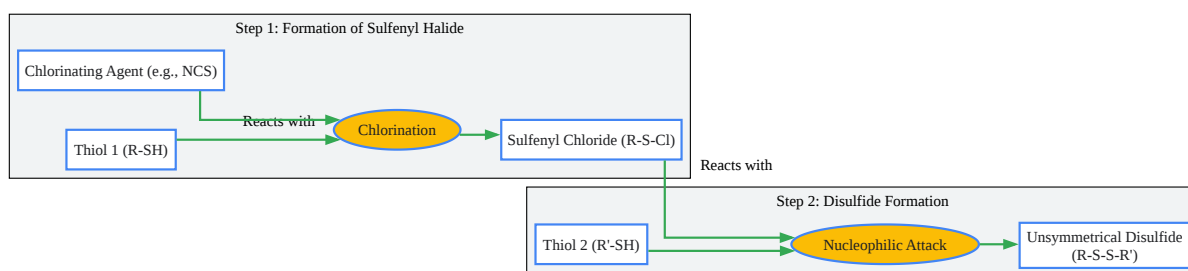 Step 1: Formation of Sulfenyl Halide
Chlorinating Agent (e.g., NCS)
Reacts with
Chlorination
Thiol 1 (R-SH)
Sulfenyl Chloride (R-S-Cl)
Reacts with
Step 2: Disulfide Formation
Thiol 2 (R'-SH)
Nucleophilic Attack
Unsymmetrical Disulfide
(R-S-S-R')